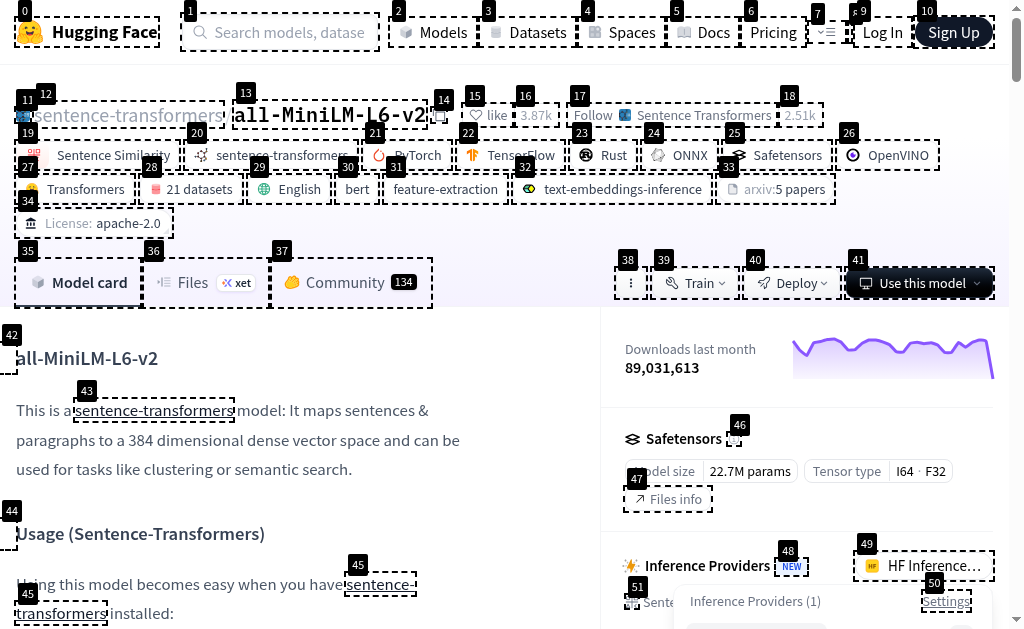 0 1 2 3 4 5 6 7 9 10
Hugging Face Search models, datase Models Datasets Spaces Docs Pricing Log In Sign Up
11 12 13 14 15 16 17 18
sentence-transformers all-MiniLM-L6-v2 like 3.87k Follow Sentence Transformers 2.51k
19 20 21 22 23 24 25 26
Sentence Similarity sentence-transformers PyTorch TensorFlow Rust ONNX Safetensors OpenVINO
27 28 29 30 31 32 33
Transformers 21 datasets English bert feature-extraction text-embeddings-inference arxiv:5 papers
34
License: apache-2.0
35 36 37 38 39 40 41
Model card Files xet Community 134 Train Deploy Use this model
42
all-MiniLM-L6-v2
43
This is a sentence-transformers model: It maps sentences &
paragraphs to a 384 dimensional dense vector space and can be
used for tasks like clustering or semantic search.
44
Usage (Sentence-Transformers)
45
Using this model becomes easy when you have sentence-
45
transformers installed:
Downloads last month
89,031,613
46
Safetensors
Model size 22.7M params Tensor type I64 · F32
47
Files info
48 49
Inference Providers NEW HF Inference…
50
51
Sente
Inference Providers (1) Settings